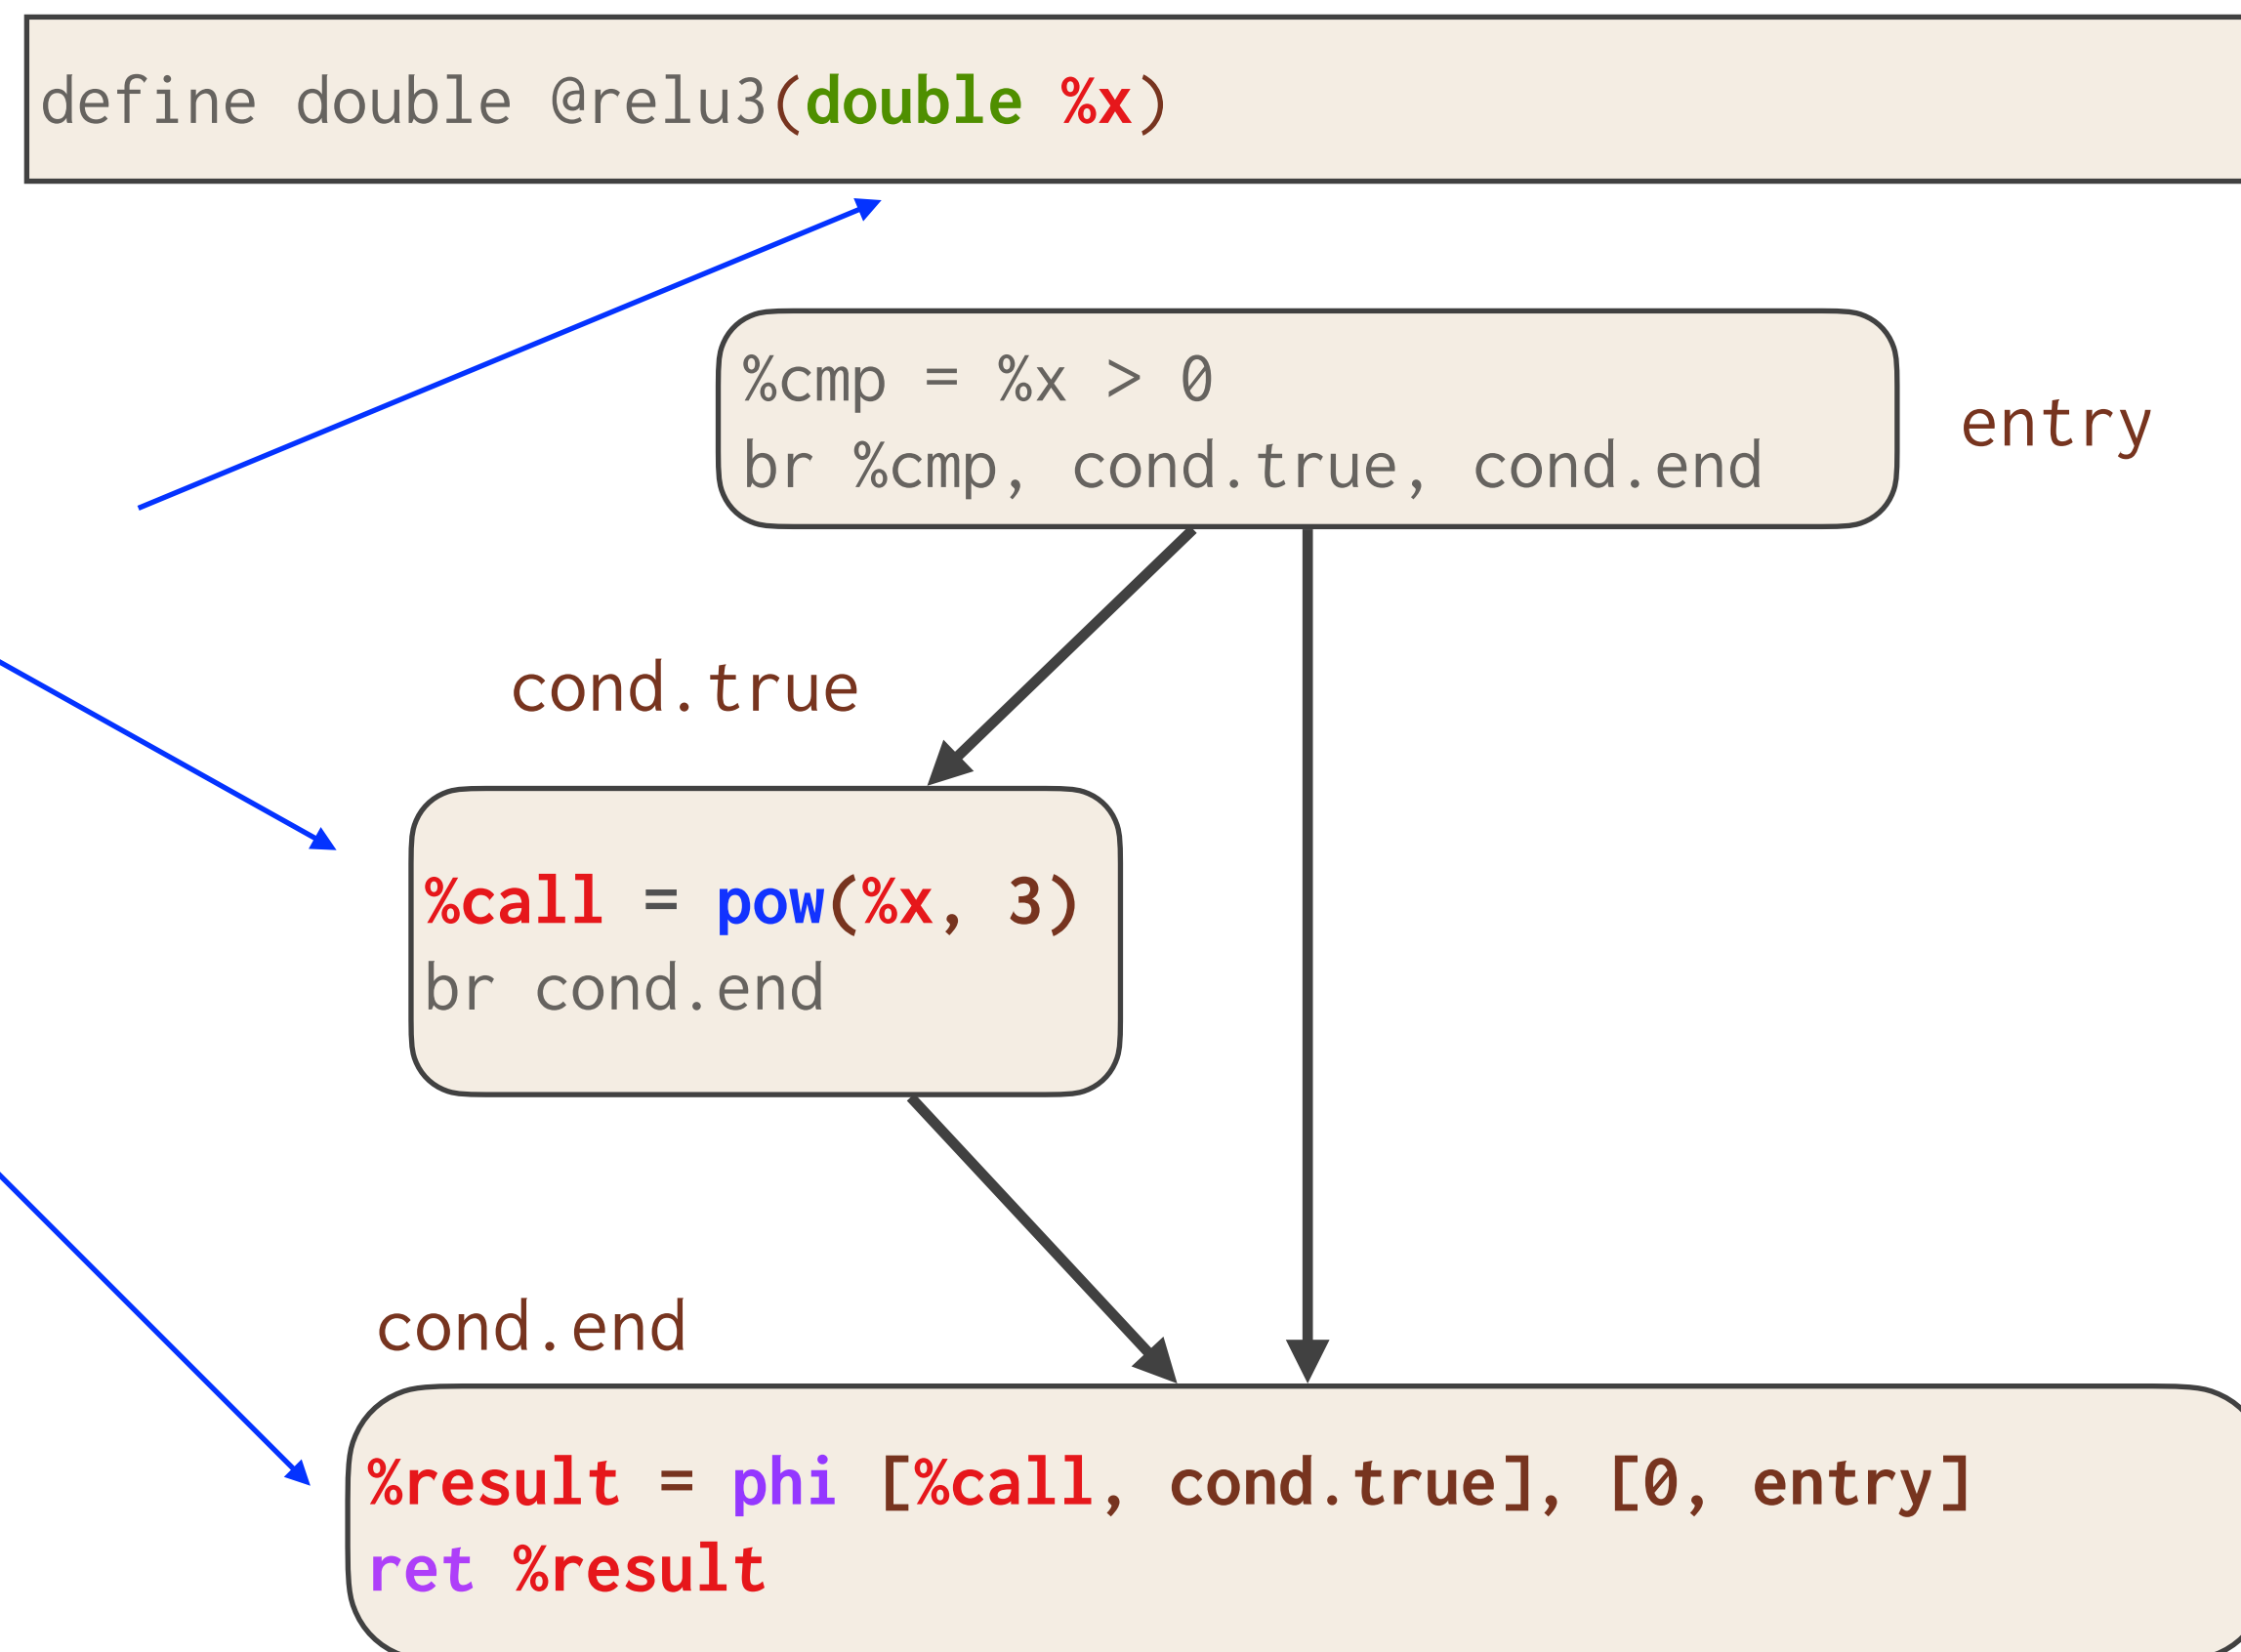 define double @relu3(double %x)
%cmp = %x > 0
br %cmp, cond.true, cond.end
entry
cond.true
%call = pow(%x, 3)
br cond.end
cond.end
%result = phi [%call, cond.true], [0, entry]
ret %result